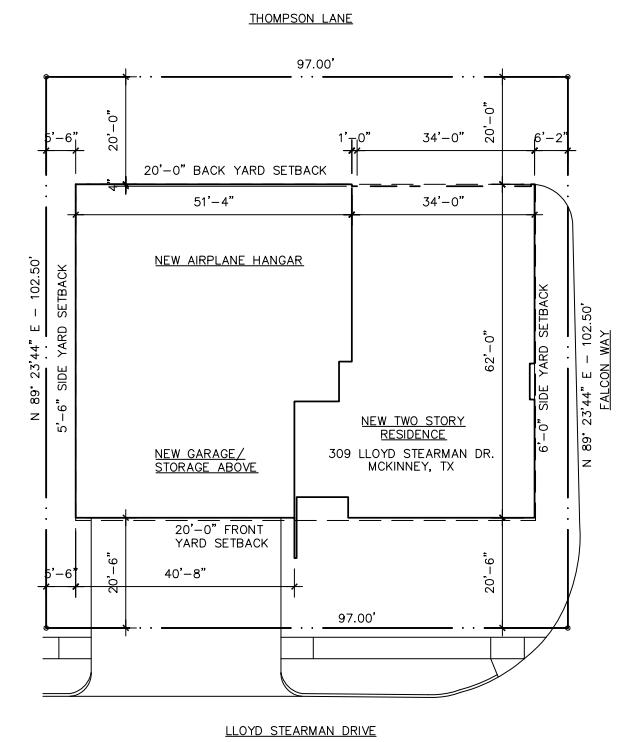 THOMPSON LANE
97.00'
5'-6"
20'-0"
1'-0"
34'-0"
20'-0"
6'-2"
20'-0" BACK YARD SETBACK
4"
51'-4"
34'-0"
NEW AIRPLANE HANGAR
N 89° 23'44" E - 102.50'
5'-6" SIDE YARD SETBACK
62'-0"
6'-0" SIDE YARD SETBACK
N 89° 23'44" E - 102.50'
FALCON WAY
NEW TWO STORY
RESIDENCE
309 LLOYD STEARMAN DR.
MCKINNEY, TX
NEW GARAGE/
STORAGE ABOVE
20'-0" FRONT
YARD SETBACK
5'-6"
20'-6"
40'-8"
20'-6"
97.00'
LLOYD STEARMAN DRIVE